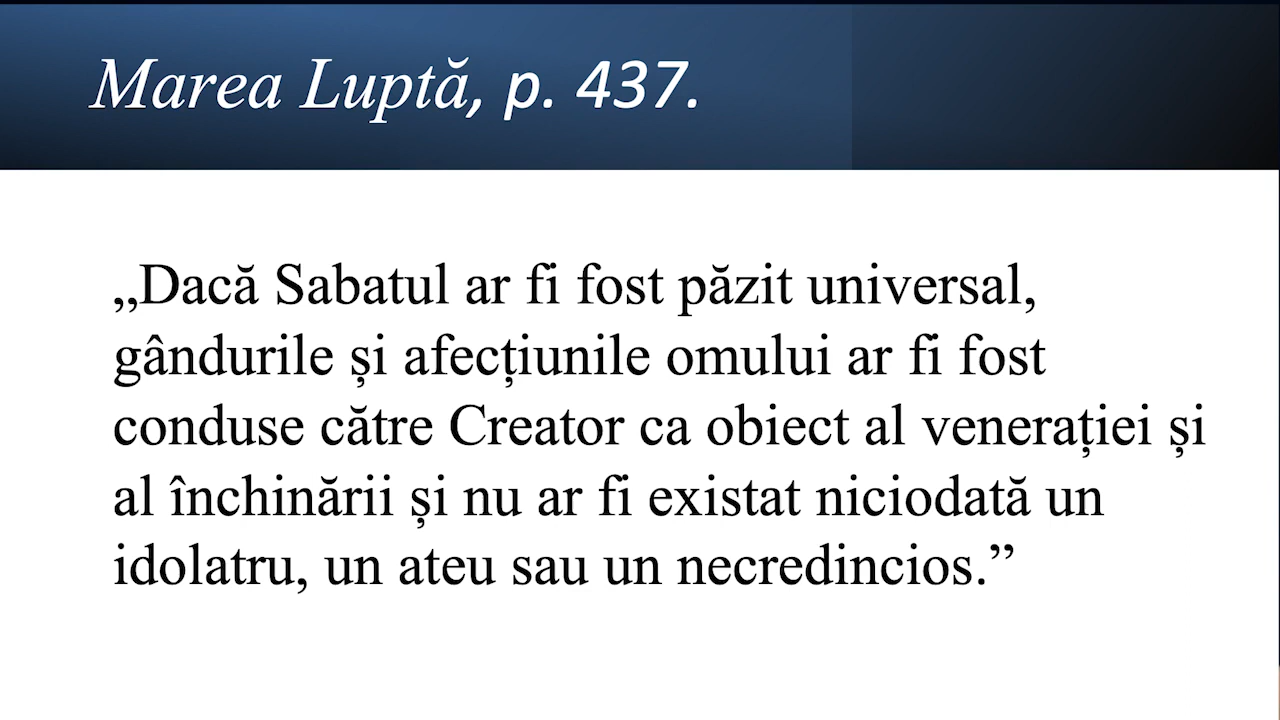 Marea Luptă, p. 437.
„Dacă Sabatul ar fi fost păzit universal,
gândurile și afecțiunile omului ar fi fost
conduse către Creator ca obiect al venerației și
al închinării și nu ar fi existat niciodată un
idolatru, un ateu sau un necredincios.”